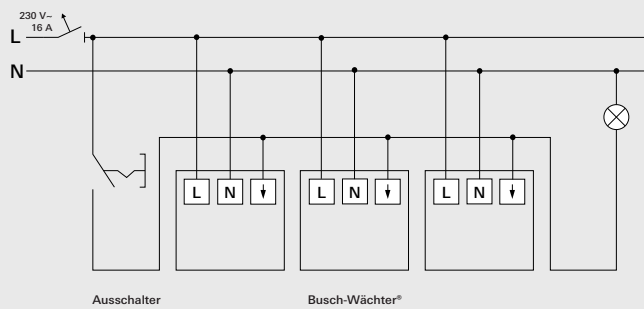 230 V~
16 A
L
N
L N
L N
L N
Ausschalter
Busch-Wächter®